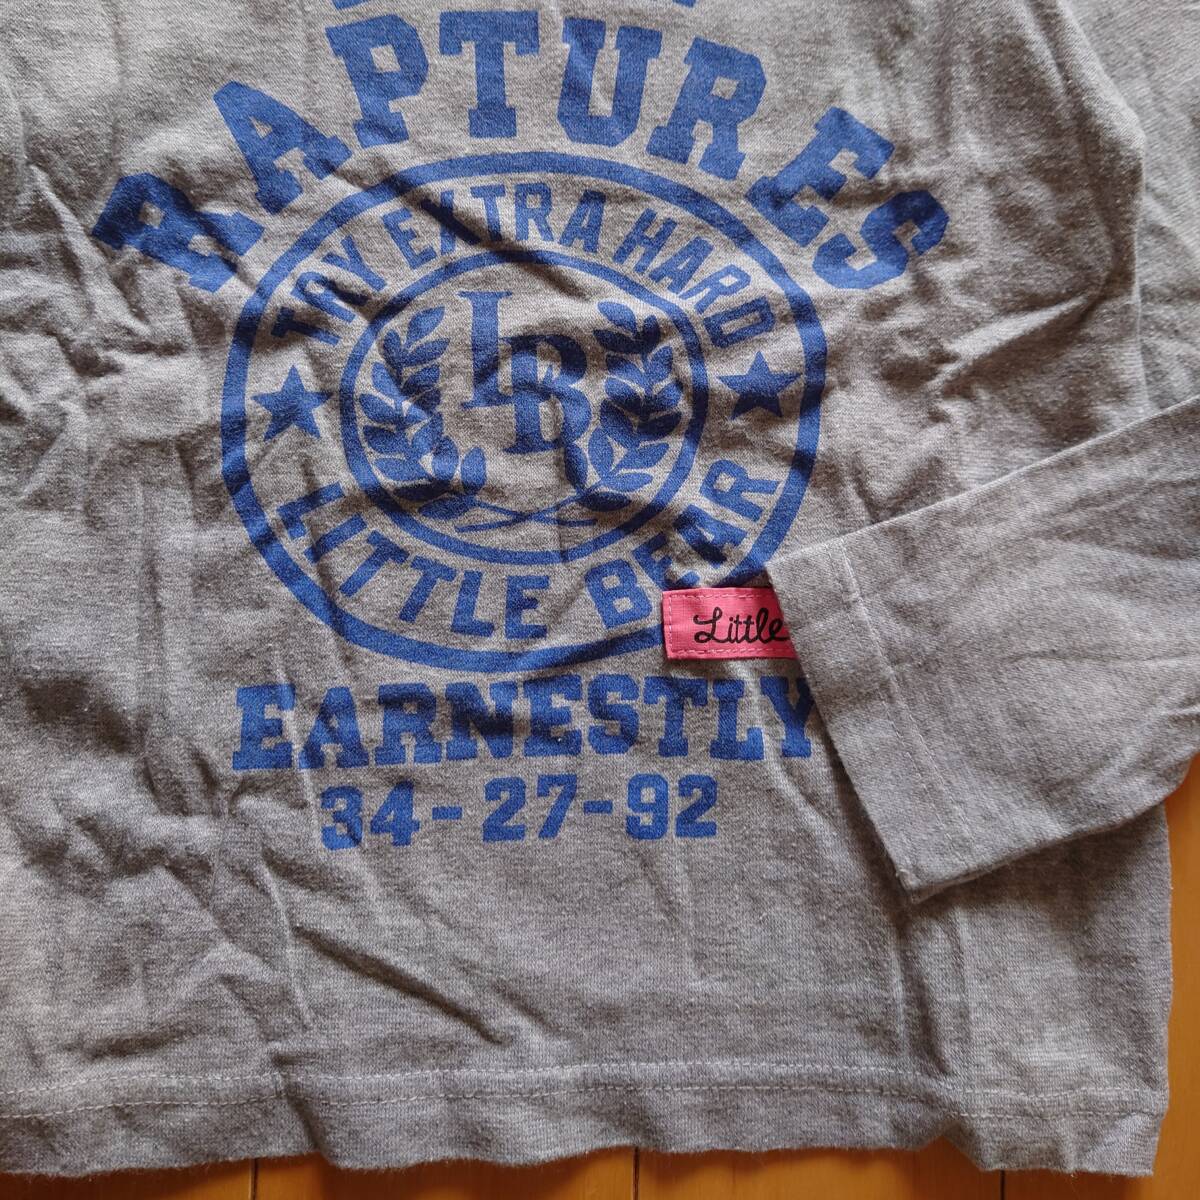 RAPTURES
TRY EXTRA HARD
LB
LITTLE BEAR
Little
EARNESTLY
34-27-92